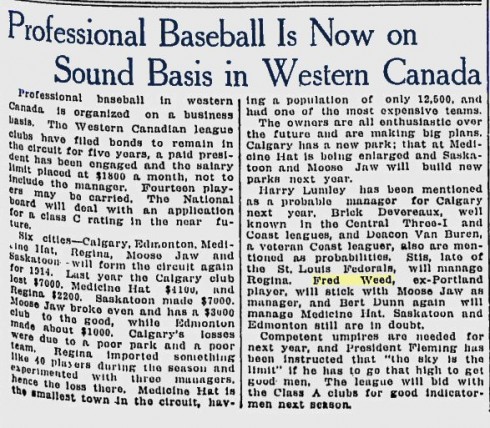 Professional Baseball Is Now on
Sound Basis in Western Canada
Professional baseball in western
Canada is organized on a business
basis. The Western Canadian league
clubs have filed bonds to remain in
the circuit for five years, a paid presi-
dent has been engaged and the salary
limit placed at $1800 a month, not to
include the manager. Fourteen play-
ers may be carried. The National
board will deal with an application
for a class C rating in the near fu-
ture.
Six cities—Calgary, Edmonton, Medi-
cine Hat, Regina, Moose Jaw and
Saskatoon—will form the circuit again
for 1914. Last year the Calgary club
lost $7000. Medicine Hat $4100, and
Regina $2200. Saskatoon made $7000.
Moose Jaw broke even and has a $3000
club to the good, while Edmonton
made about $1000. Calgary's losses
were due to a poor park and a poor
team, Regina imported something
like 40 players during the season and
experimented with three managers,
hence the loss there. Medicine Hat is
the smallest town in the circuit, hav-
ing a population of only 12,500, and
had one of the most expensive teams.
The owners are all enthusiastic over
the future and are making big plans.
Calgary has a new park; that at Medi-
cine Hat is being enlarged and Saska-
toon and Moose Jaw will build new
parks next year.
Harry Lumley has been mentioned
as a probable manager for Calgary
next year. Brick Devereaux, well
known in the Central Three-I and
Coast leagues, and Deacon Van Buren,
a veteran Coast leaguer, also are men-
tioned as probabilities. Stis, late of
the St. Louis Federals, will manage
Regina. Fred Weed, ex-Portland
player, will stick with Moose Jaw as
manager, and Bert Dunn again will
manage Medicine Hat. Saskatoon and
Edmonton still are in doubt.
Competent umpires are needed for
next year, and President Fleming has
been instructed that "the sky is the
limit" if he has to go that high to get
good men. The league will bid with
the Class A clubs for good indicator-
men next season.